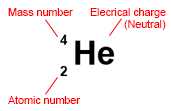 Mass number
Elecrical charge
(Neutral)
4
He
2
Atomic number